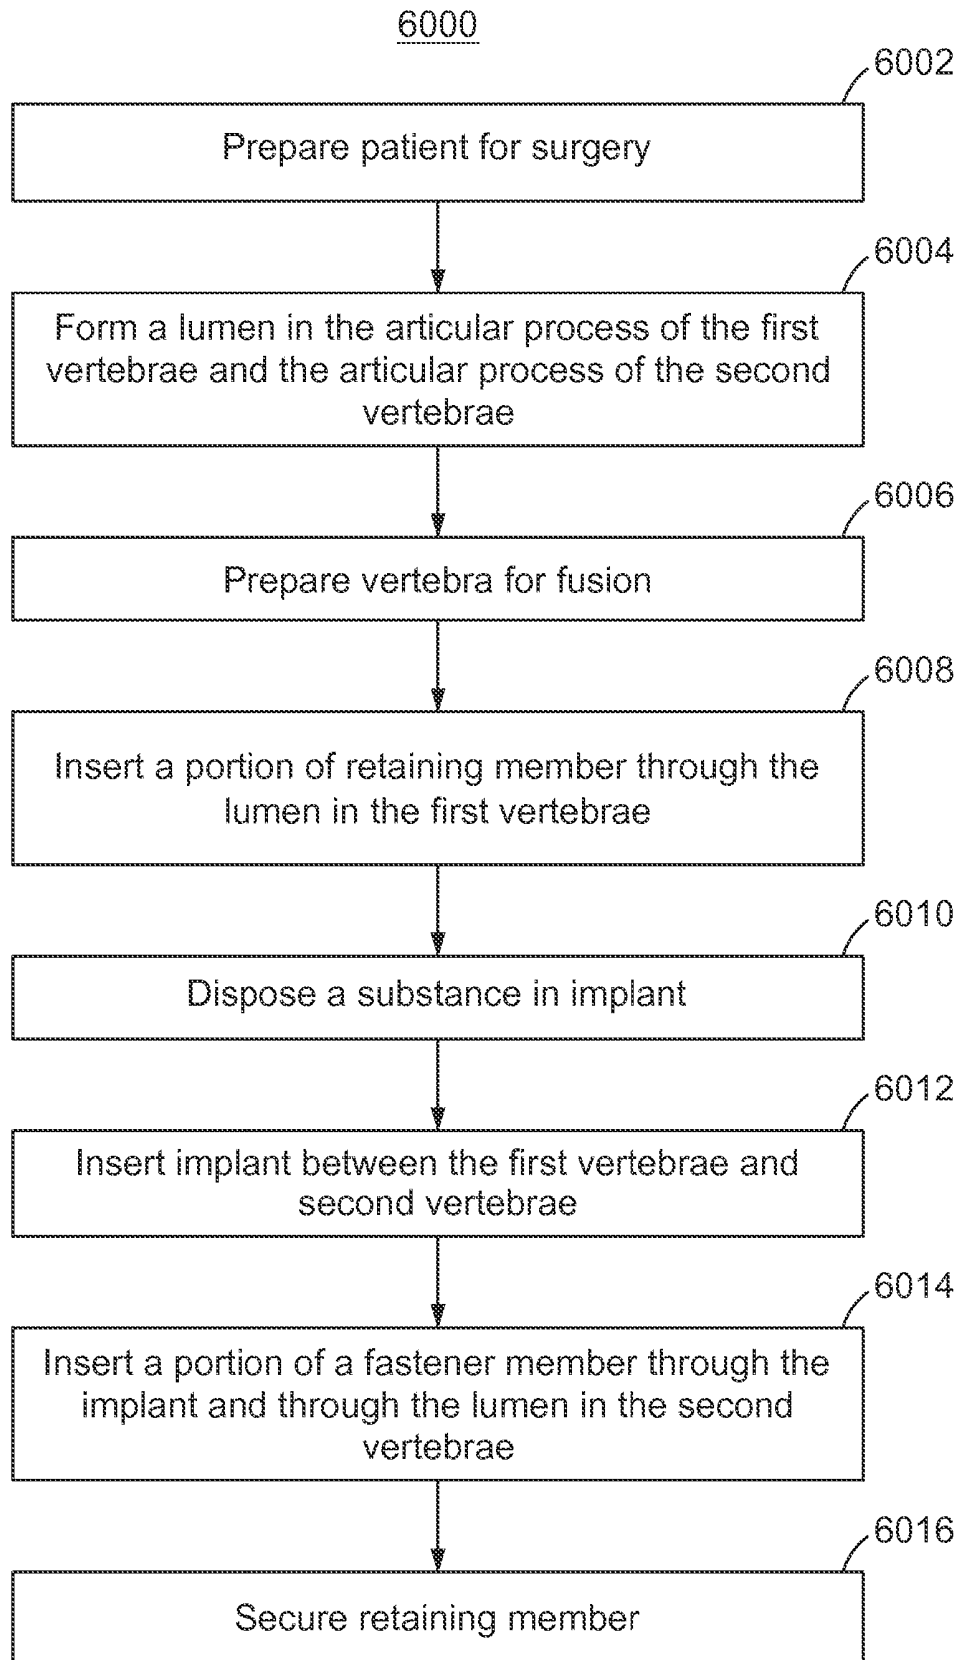 6000
6002
Prepare patient for surgery
6004
Form a lumen in the articular process of the first
vertebrae and the articular process of the second
vertebrae
6006
Prepare vertebra for fusion
6008
Insert a portion of retaining member through the
lumen in the first vertebrae
6010
Dispose a substance in implant
6012
Insert implant between the first vertebrae and
second vertebrae
6014
Insert a portion of a fastener member through the
implant and through the lumen in the second
vertebrae
6016
Secure retaining member